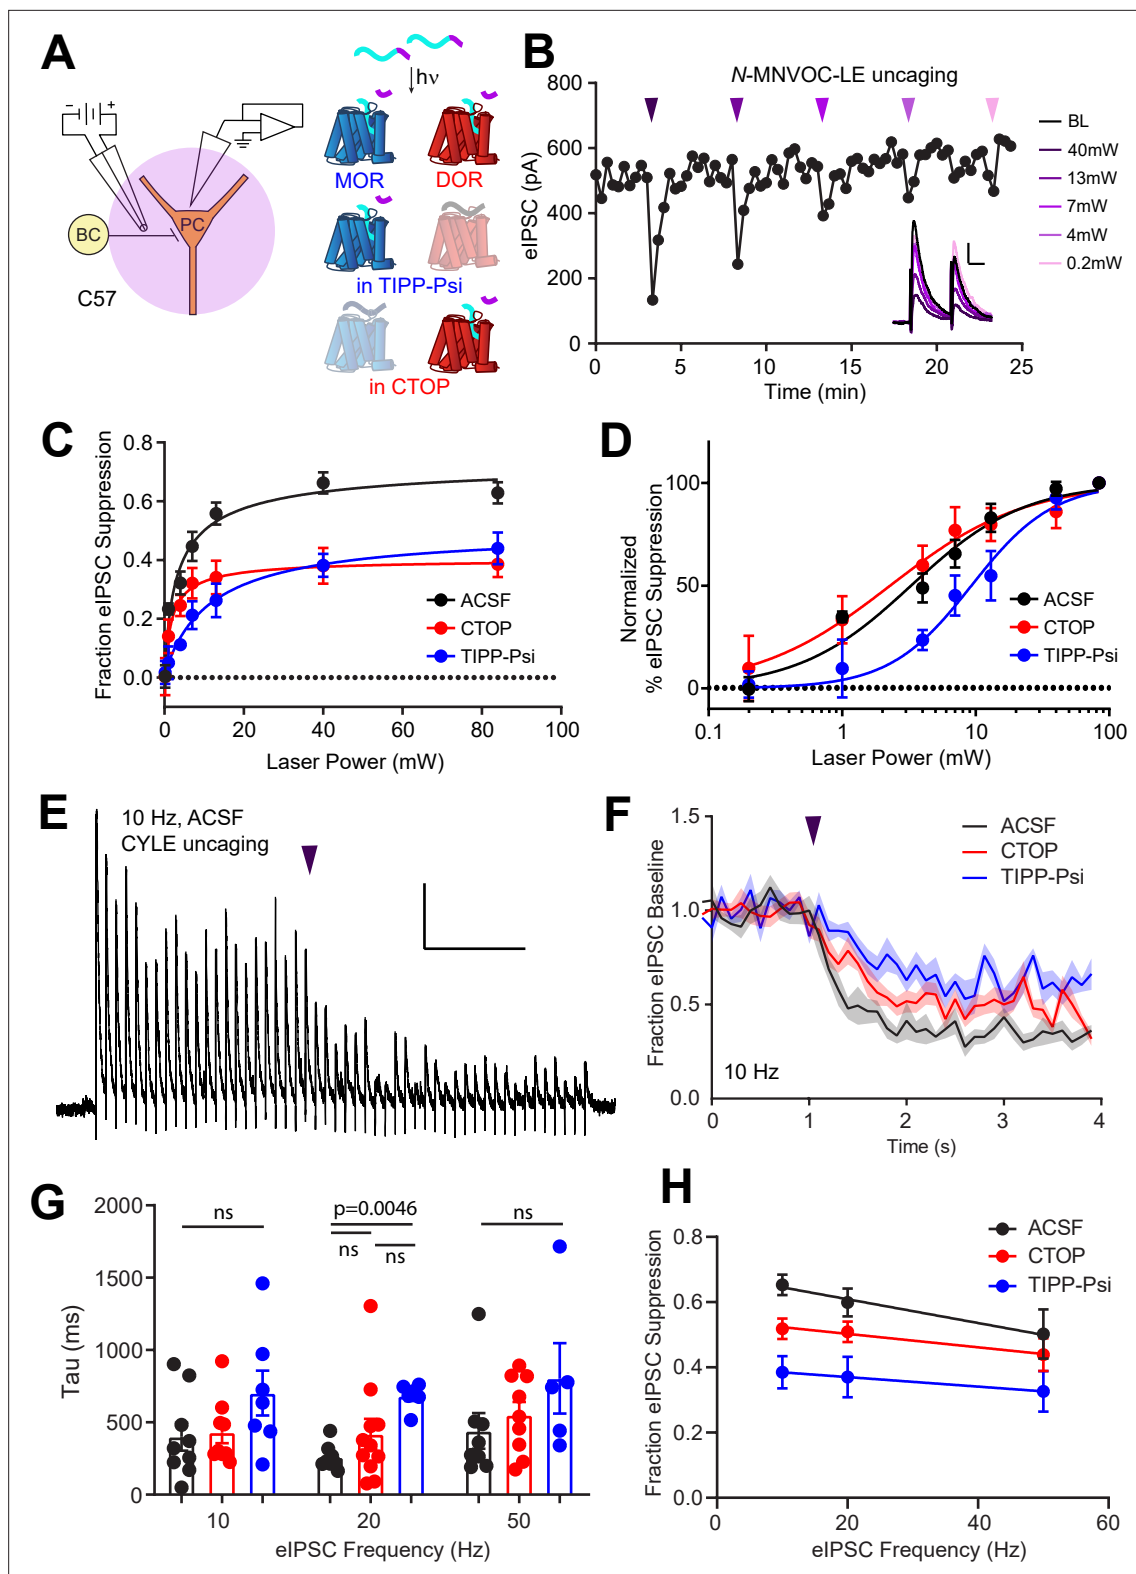 A
hν
− +
MOR DOR
BC
PC
C57
in TIPP-Psi
in CTOP
B
N-MNVOC-LE uncaging
eIPSC (pA)
800
600
400
200
0
0 5 10 15 20 25
Time (min)
BL
40mW
13mW
7mW
4mW
0.2mW
C
Fraction eIPSC Suppression
0.8
0.6
0.4
0.2
0.0
0 20 40 60 80 100
Laser Power (mW)
ACSF
CTOP
TIPP-Psi
D
Normalized
% eIPSC Suppression
100
50
0
0.1 1 10 100
Laser Power (mW)
ACSF
CTOP
TIPP-Psi
E
10 Hz, ACSF
CYLE uncaging
F
Fraction eIPSC Baseline
1.5
1.0
0.5
0.0
0 1 2 3 4
Time (s)
ACSF
CTOP
TIPP-Psi
10 Hz
G
Tau (ms)
2000
1500
1000
500
0
ns
p=0.0046
ns
ns
ns
10 20 50
eIPSC Frequency (Hz)
H
Fraction eIPSC Suppression
0.8
0.6
0.4
0.2
0.0
0 20 40 60
eIPSC Frequency (Hz)
ACSF
CTOP
TIPP-Psi